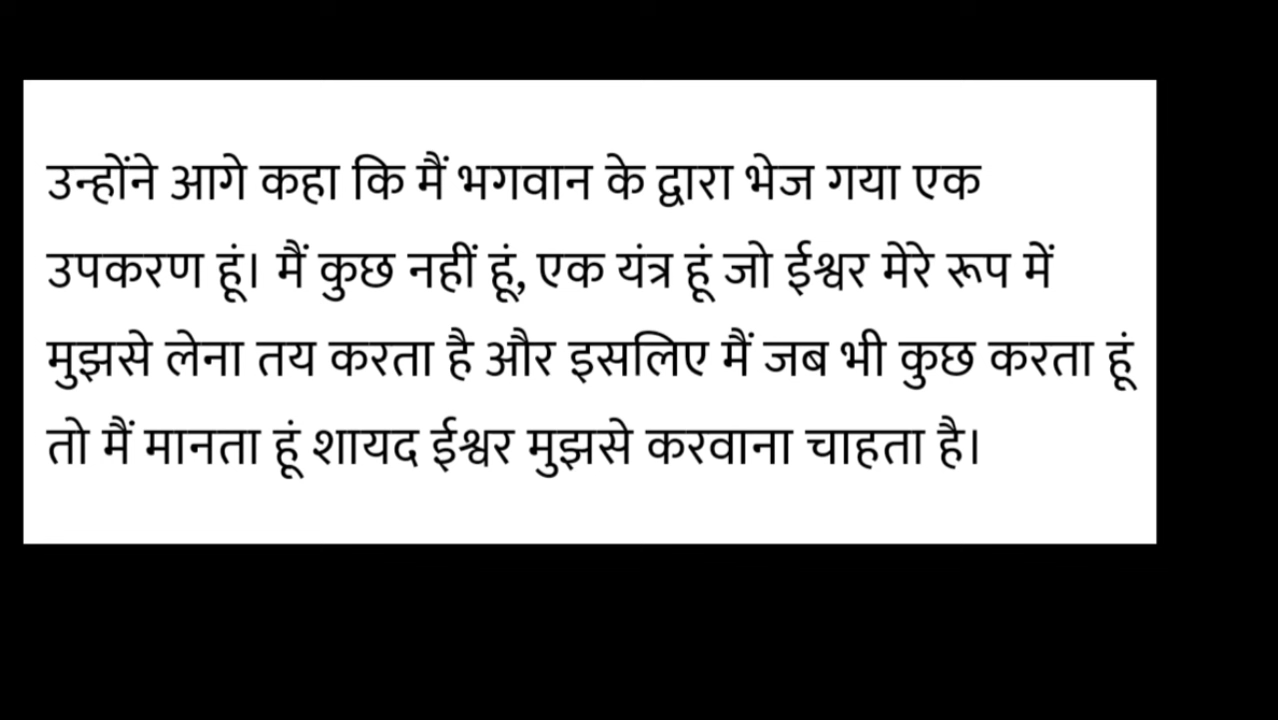 उन्होंने आगे कहा कि मैं भगवान के द्वारा भेज गया एक
उपकरण हूं। मैं कुछ नहीं हूं, एक यंत्र हूं जो ईश्वर मेरे रूप में
मुझसे लेना तय करता है और इसलिए मैं जब भी कुछ करता हूं
तो मैं मानता हूं शायद ईश्वर मुझसे करवाना चाहता है।